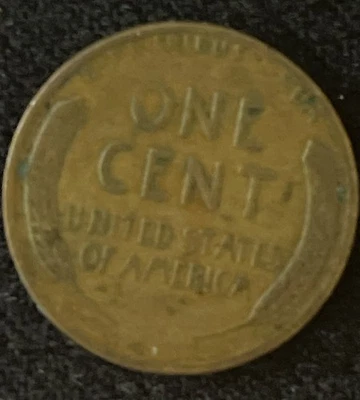 ONE
CENT
UNITED STATES
OF AMERICA